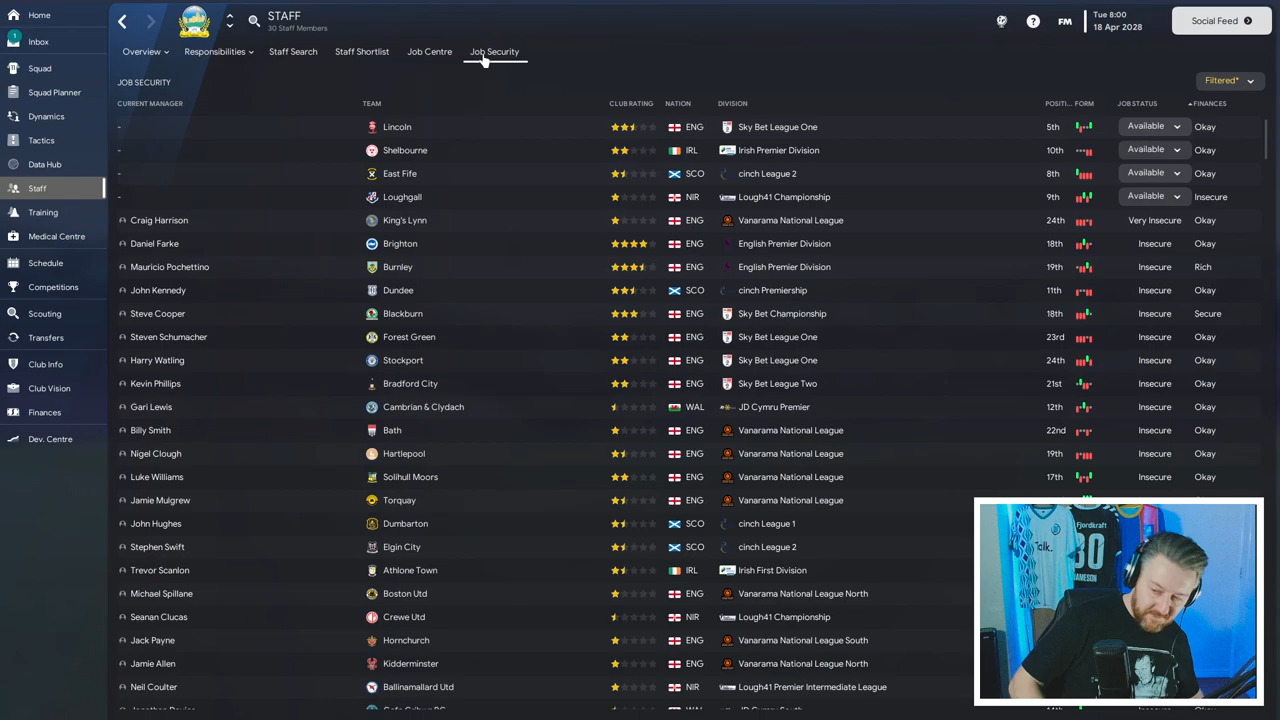 Home
1
Inbox
Squad
Squad Planner
Dynamics
Tactics
Data Hub
Staff
Training
Medical Centre
Schedule
Competitions
Scouting
Transfers
Club Info
Club Vision
Finances
Dev. Centre
STAFF
30 Staff Members
FM
Tue 8:00
18 Apr 2028
Social Feed
Overview Responsibilities Staff Search Staff Shortlist Job Centre Job Security
JOB SECURITY
Filtered*
CURRENT MANAGER TEAM CLUB RATING NATION DIVISION POSITI... FORM JOB STATUS FINANCES
- Lincoln ENG Sky Bet League One 5th Available Okay
- Shelbourne IRL Irish Premier Division 10th Available Okay
- East Fife SCO cinch League 2 8th Available Okay
- Loughgall NIR Lough41 Championship 9th Available Insecure
Craig Harrison King's Lynn ENG Vanarama National League 24th Very Insecure Okay
Daniel Farke Brighton ENG English Premier Division 18th Insecure Okay
Mauricio Pochettino Burnley ENG English Premier Division 19th Insecure Rich
John Kennedy Dundee SCO cinch Premiership 11th Insecure Okay
Steve Cooper Blackburn ENG Sky Bet Championship 18th Insecure Secure
Steven Schumacher Forest Green ENG Sky Bet League One 23rd Insecure Okay
Harry Watling Stockport ENG Sky Bet League One 24th Insecure Okay
Kevin Phillips Bradford City ENG Sky Bet League Two 21st Insecure Okay
Gari Lewis Cambrian & Clydach WAL JD Cymru Premier 12th Insecure Okay
Billy Smith Bath ENG Vanarama National League 22nd Insecure Okay
Nigel Clough Hartlepool ENG Vanarama National League 19th Insecure Okay
Luke Williams Solihull Moors ENG Vanarama National League 17th Insecure Okay
Jamie Mulgrew Torquay ENG Vanarama National League
John Hughes Dumbarton SCO cinch League 1
Stephen Swift Elgin City SCO cinch League 2
Trevor Scanlon Athlone Town IRL Irish First Division
Michael Spillane Boston Utd ENG Vanarama National League North
Seanan Clucas Crewe Utd NIR Lough41 Championship
Jack Payne Hornchurch ENG Vanarama National League South
Jamie Allen Kidderminster ENG Vanarama National League North
Neil Coulter Ballinamallard Utd NIR Lough41 Premier Intermediate League
Talk.
Fjordkraft
80
JAMESON